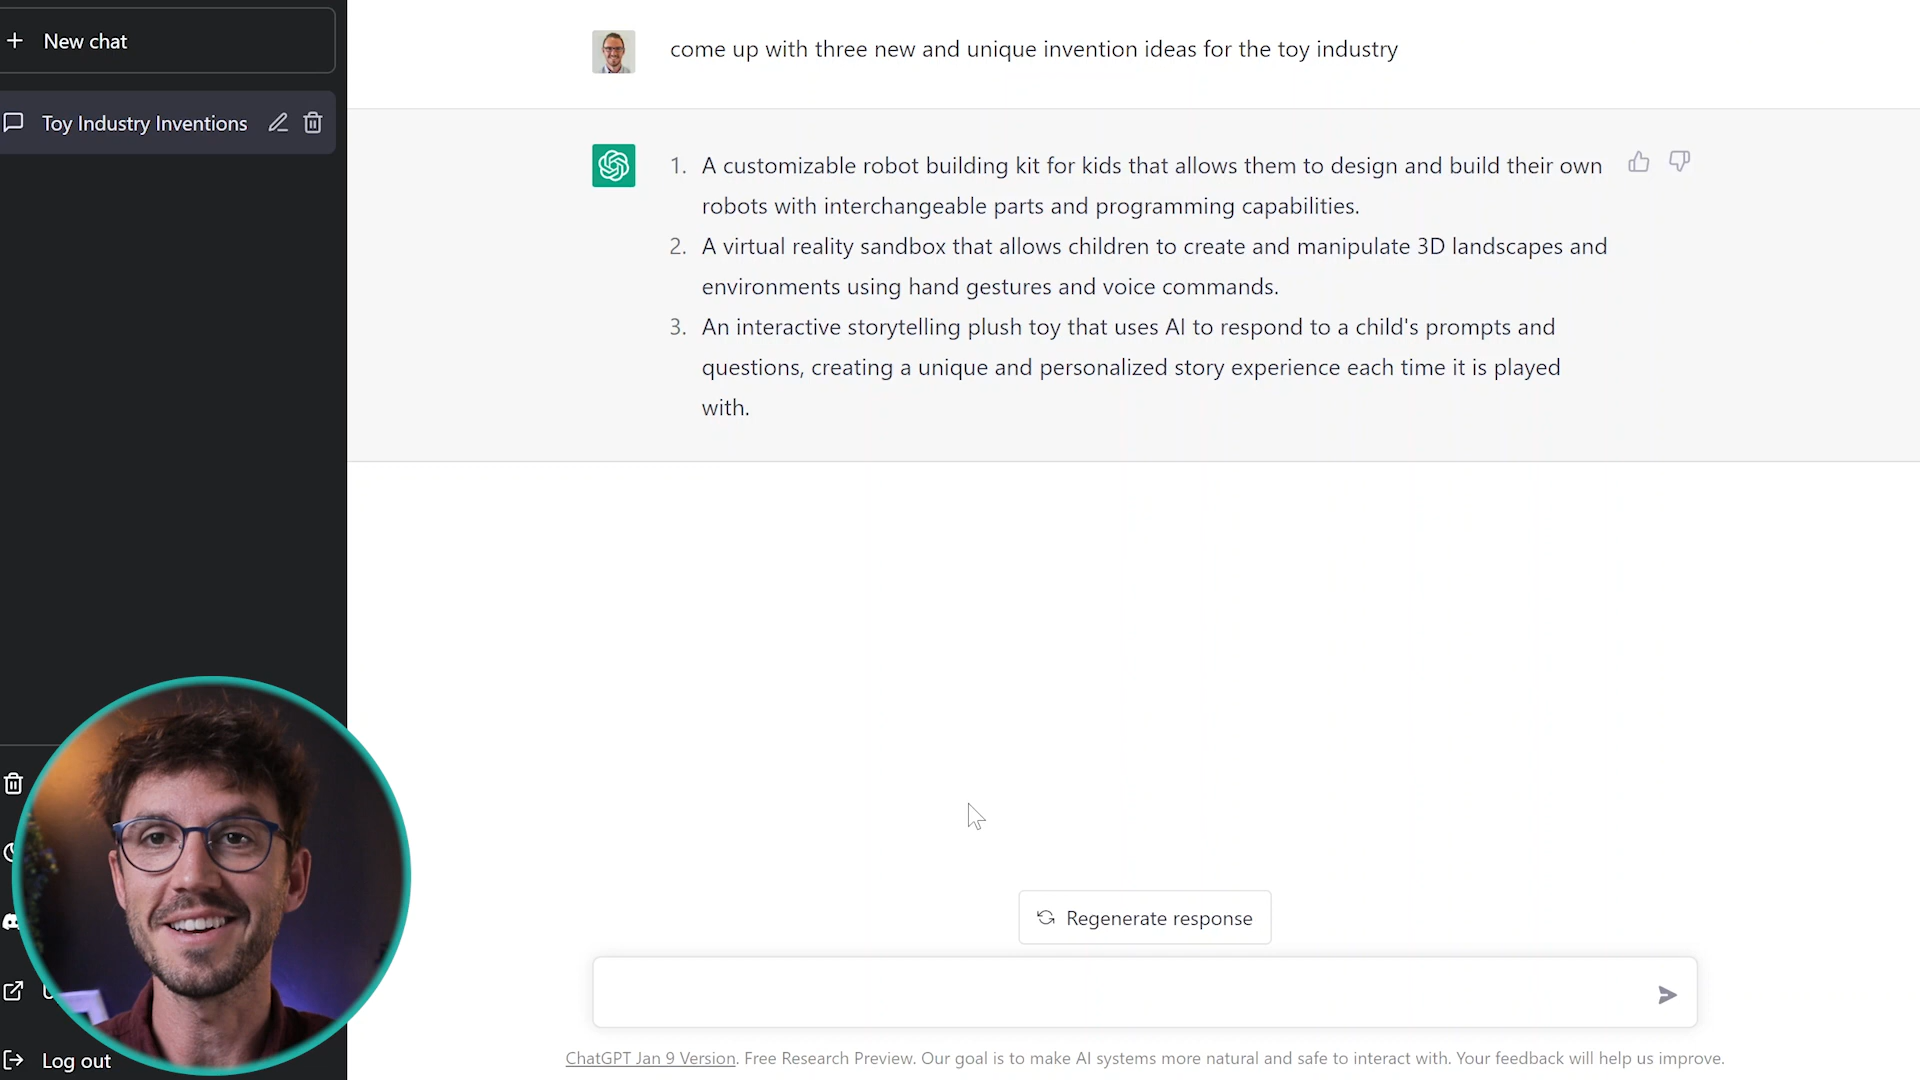 New chat
Toy Industry Inventions
come up with three new and unique invention ideas for the toy industry
1. A customizable robot building kit for kids that allows them to design and build their own
robots with interchangeable parts and programming capabilities.
2. A virtual reality sandbox that allows children to create and manipulate 3D landscapes and
environments using hand gestures and voice commands.
3. An interactive storytelling plush toy that uses AI to respond to a child's prompts and
questions, creating a unique and personalized story experience each time it is played
with.
Regenerate response
Log out
ChatGPT Jan 9 Version. Free Research Preview. Our goal is to make AI systems more natural and safe to interact with. Your feedback will help us improve.